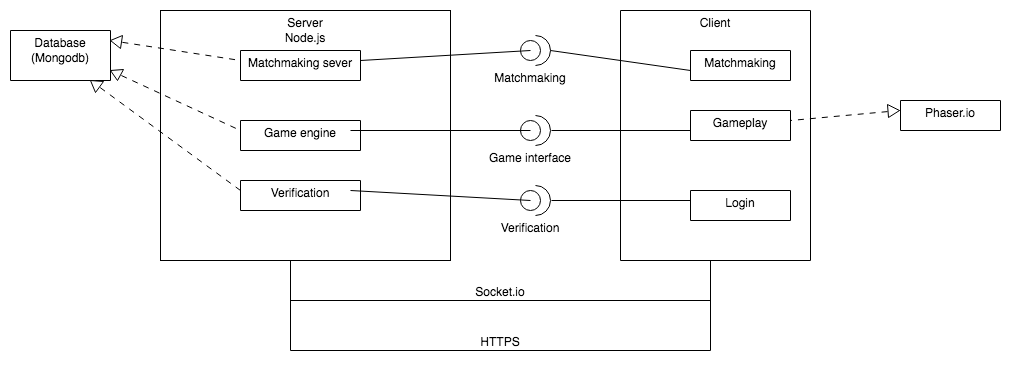 Server
Node.js
Client
Database
(Mongodb)
Matchmaking sever
Matchmaking
Matchmaking
Game engine
Game interface
Gameplay
Phaser.io
Verification
Verification
Login
Socket.io
HTTPS